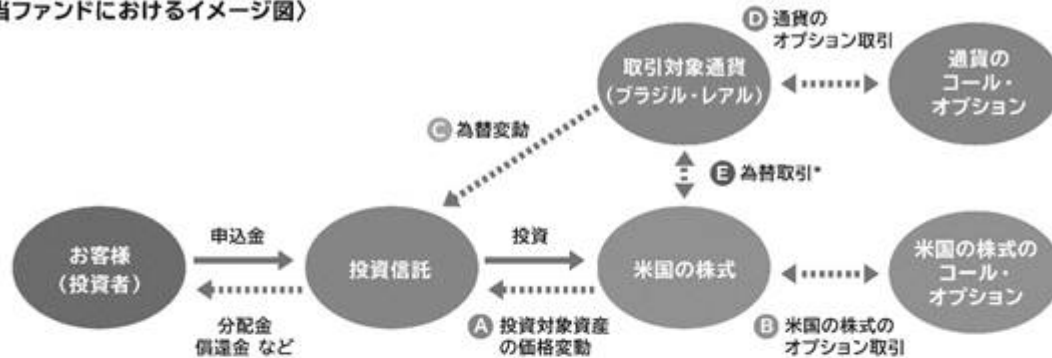 当ファンドにおけるイメージ図〉
D 通貨の
オプション取引
取引対象通貨
(ブラジル・レアル)
通貨の
コール・
オプション
C 為替変動
E 為替取引*
お客様
(投資者)
申込金
分配金
償還金 など
投資信託
投資
A 投資対象資産
の価格変動
米国の株式
B 米国の株式の
オプション取引
米国の株式の
コール・
オプション